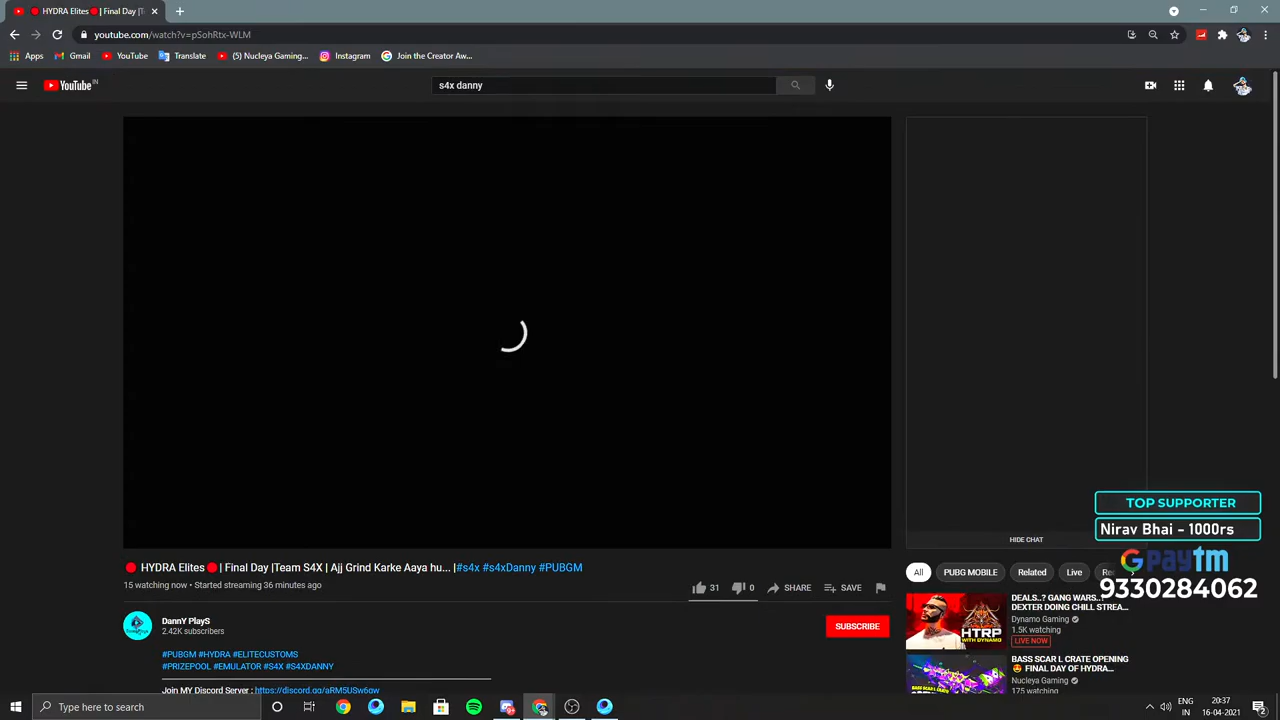 HYDRA Elites🔴| Final Day |T
youtube.com/watch?v=pSohRtx-WLM
Apps Gmail YouTube Translate (5) Nucleya Gaming... Instagram Join the Creator Aw...
YouTube IN
s4x danny
HIDE CHAT
TOP SUPPORTER
Nirav Bhai - 1000rs
G paytm
9330284062
🔴 HYDRA Elites🔴| Final Day |Team S4X | Ajj Grind Karke Aaya hu... |#s4x #s4xDanny #PUBGM
15 watching now • Started streaming 36 minutes ago
31 0 SHARE SAVE
DannY PlayS
2.42K subscribers
SUBSCRIBE
#PUBGM #HYDRA #ELITECUSTOMS
#PRIZEPOOL #EMULATOR #S4X #S4XDANNY
Join MY Discord Server : https://discord.gg/aRM5USw6qw
All PUBG MOBILE Related Live Re
DEALS..? GANG WARS..
DEXTER DOING CHILL STREA...
Dynamo Gaming
1.5K watching
LIVE NOW
HTRP
WITH DYNAMO
BASS SCAR L CRATE OPENING
😍 FINAL DAY OF HYDRA...
Nucleya Gaming
175 watching
Type here to search
ENG
IN
20:37
16-04-2021
2